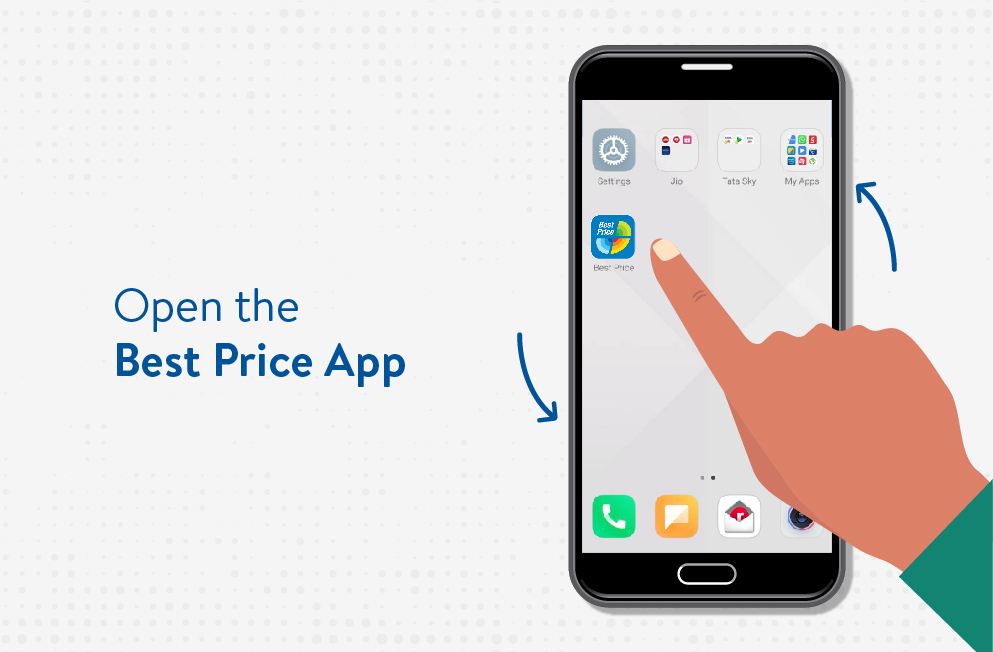 Open the
Best Price App
Settings
Jio
Tata Sky
My Apps
Best
Price
Best Price